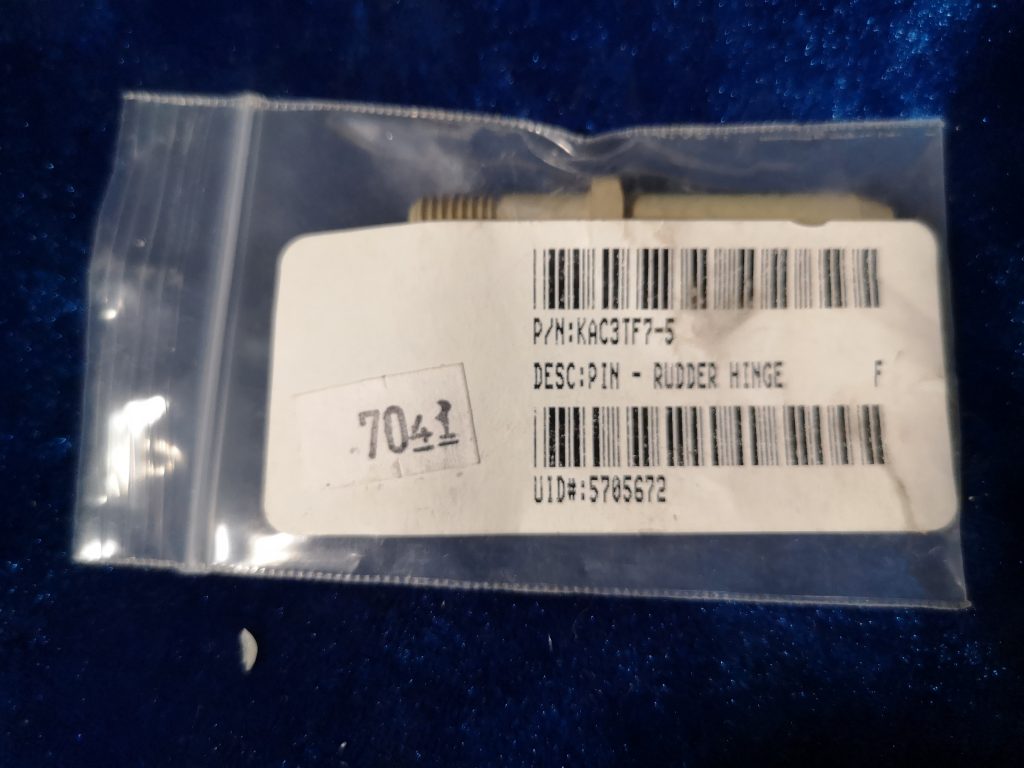 P/N:KAC3TF7-5
DESC:PIN - RUDDER HINGE F
UID#:5705672
7041